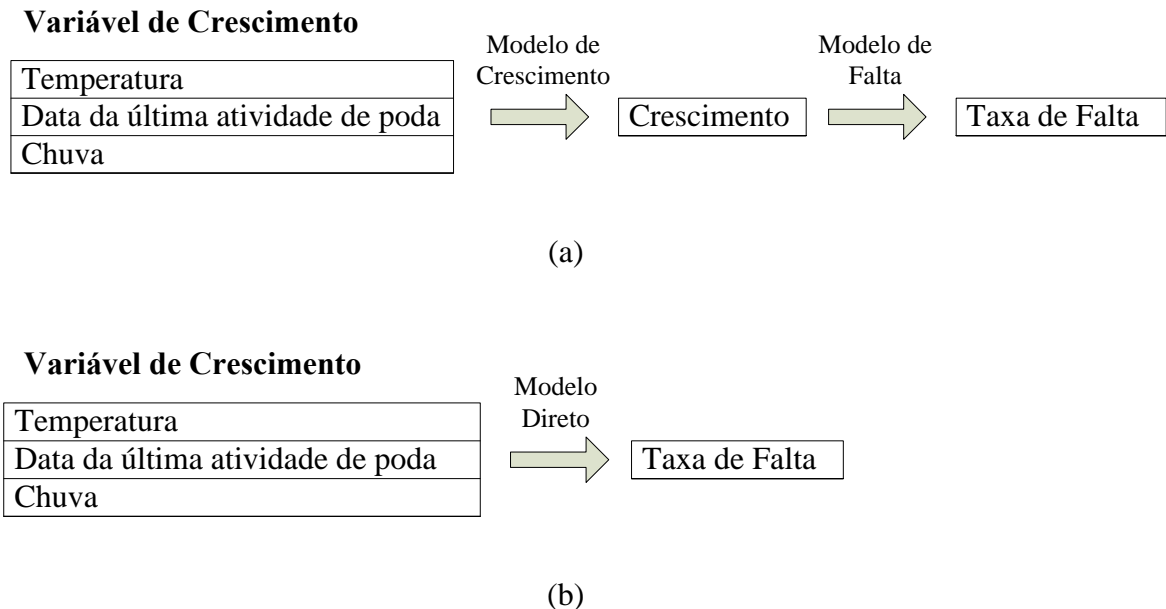 Variável de Crescimento
Modelo de
Crescimento
Modelo de
Falta
Temperatura
Data da última atividade de poda
Chuva
Crescimento
Taxa de Falta
(a)
Variável de Crescimento
Modelo
Direto
Temperatura
Data da última atividade de poda
Chuva
Taxa de Falta
(b)